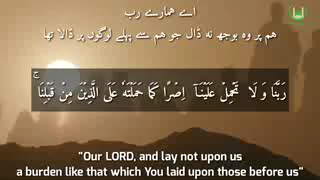 اے ہمارے رب
ہم پر وہ بوجھ نہ ڈال جو ہم سے پہلے لوگوں پر ڈالا تھا
رَبَّنَا وَ لَا تَحْمِلْ عَلَيْنَاۤ اِصْرًا كَمَا حَمَلْتَهٗ عَلَى الَّذِيْنَ مِنْ قَبْلِنَا ۚ
"Our LORD, and lay not upon us
a burden like that which You laid upon those before us"